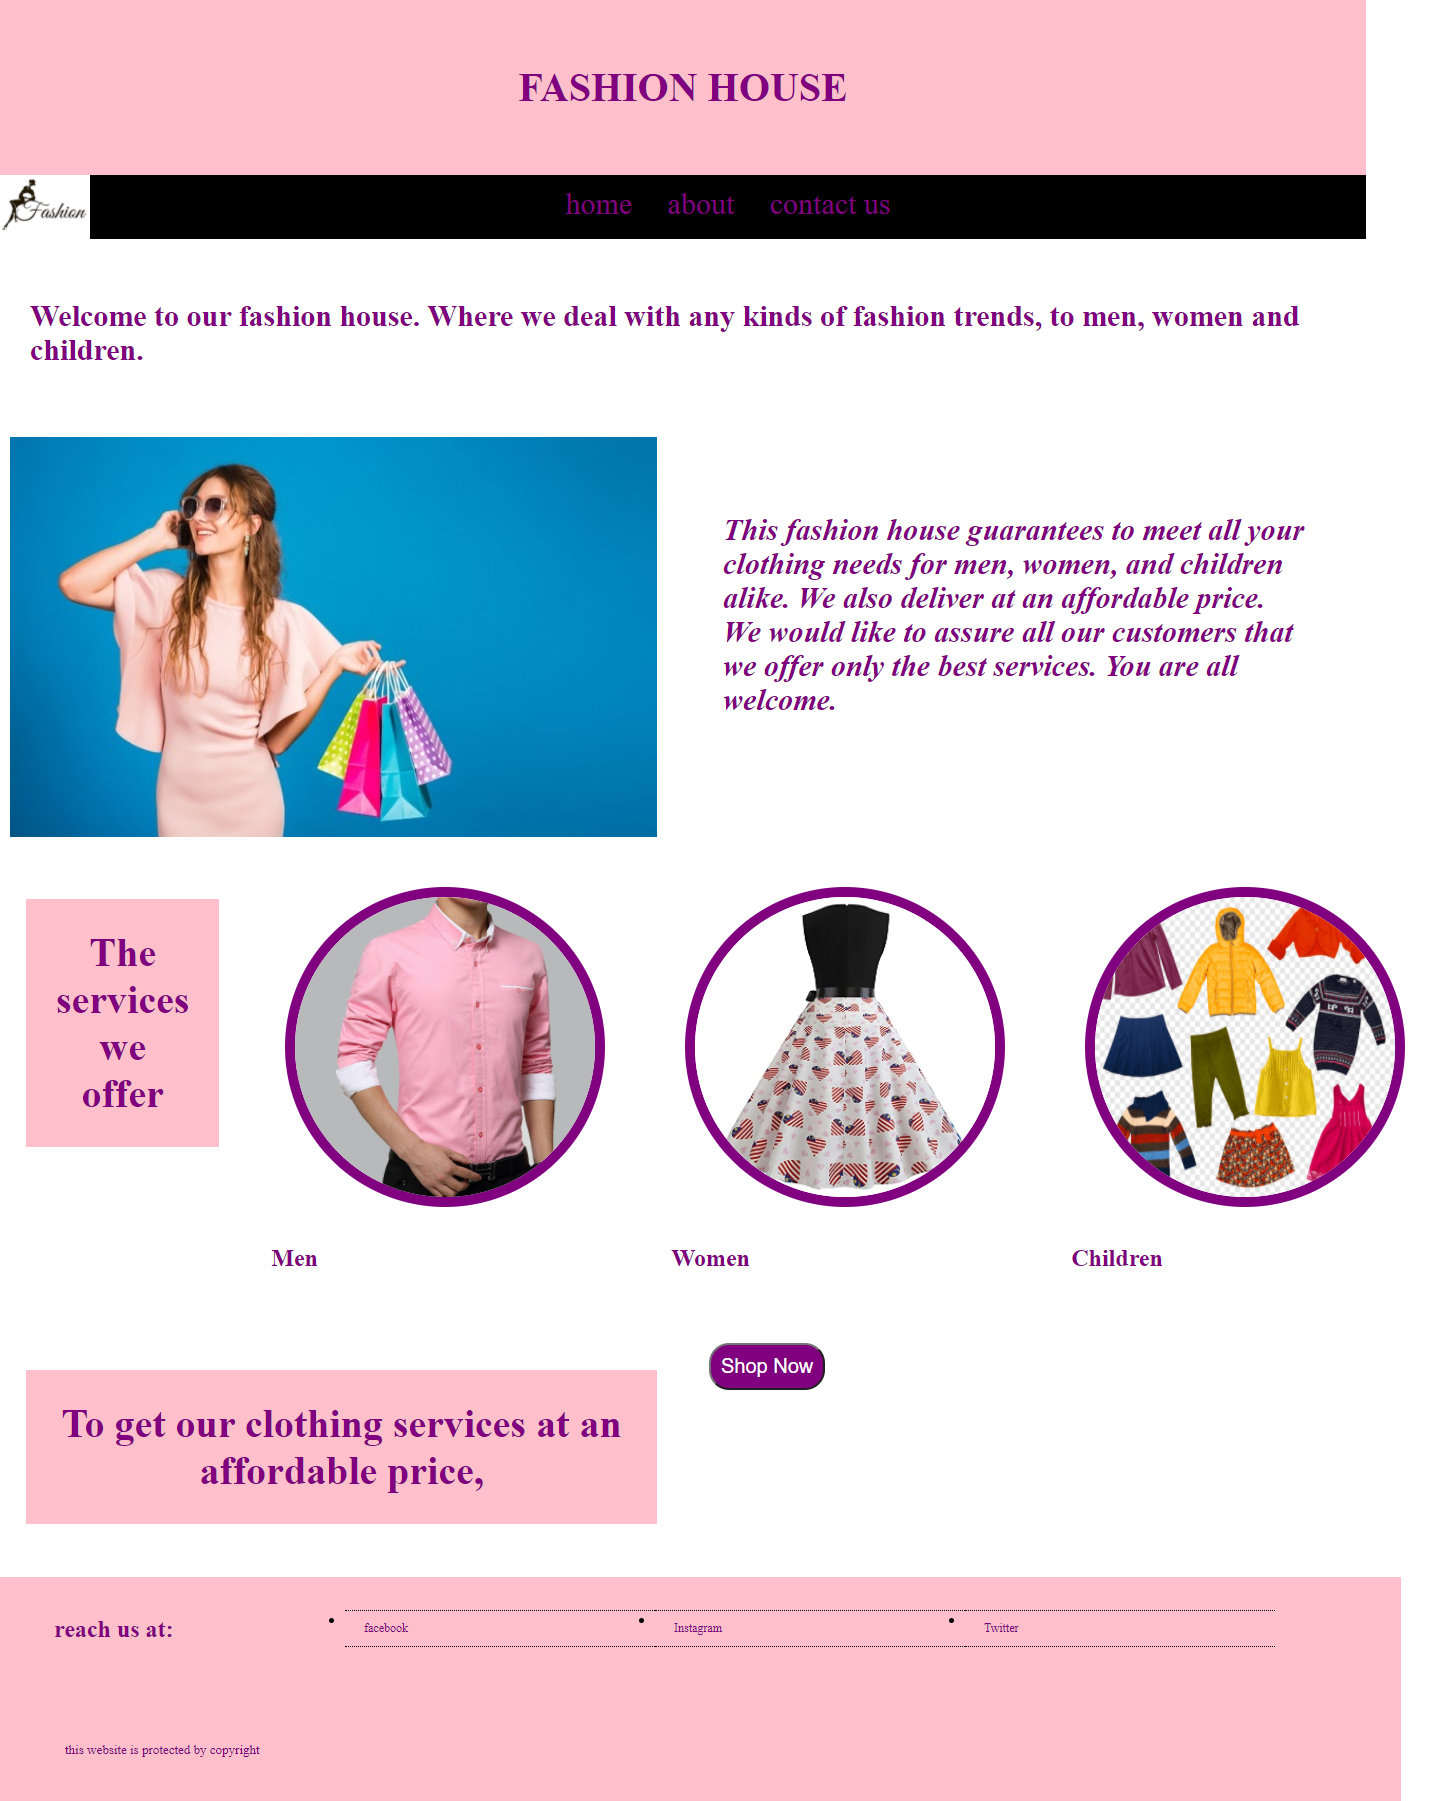 FASHION HOUSE
Fashion
home about contact us
Welcome to our fashion house. Where we deal with any kinds of fashion trends, to men, women and
children.
This fashion house guarantees to meet all your
clothing needs for men, women, and children
alike. We also deliver at an affordable price.
We would like to assure all our customers that
we offer only the best services. You are all
welcome.
The
services
we
offer
Men
Women
Children
Shop Now
To get our clothing services at an
affordable price,
reach us at:
facebook
Instagram
Twitter
this website is protected by copyright